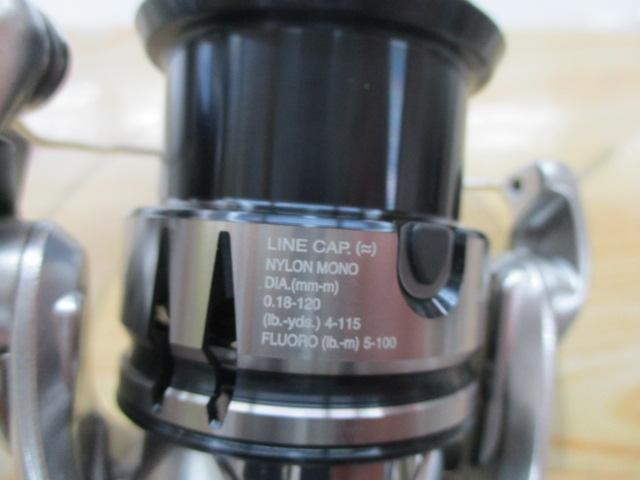 LINE CAP. (≈)
NYLON MONO
DIA.(mm-m)
0.18-120
(lb.-yds.) 4-115
FLUORO (lb.-m) 5-100